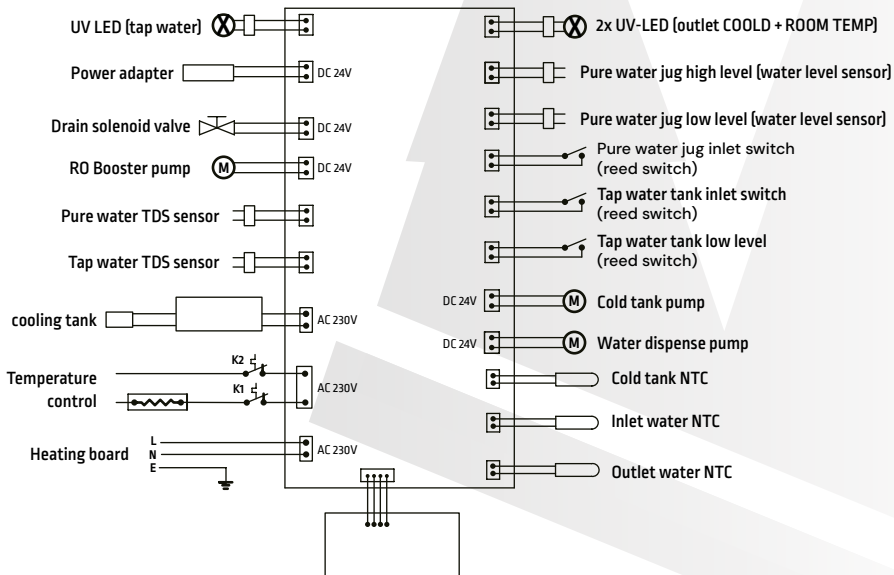 UV LED (tap water)
Power adapter
DC 24V
Drain solenoid valve
DC 24V
RO Booster pump
M
DC 24V
Pure water TDS sensor
Tap water TDS sensor
cooling tank
AC 230V
Temperature
control
K2
K1
AC 230V
Heating board
L
N
E
AC 230V
2x UV-LED (outlet COOLD + ROOM TEMP)
Pure water jug high level (water level sensor)
Pure water jug low level (water level sensor)
Pure water jug inlet switch
(reed switch)
Tap water tank inlet switch
(reed switch)
Tap water tank low level
(reed switch)
DC 24V
M
Cold tank pump
DC 24V
M
Water dispense pump
Cold tank NTC
Inlet water NTC
Outlet water NTC